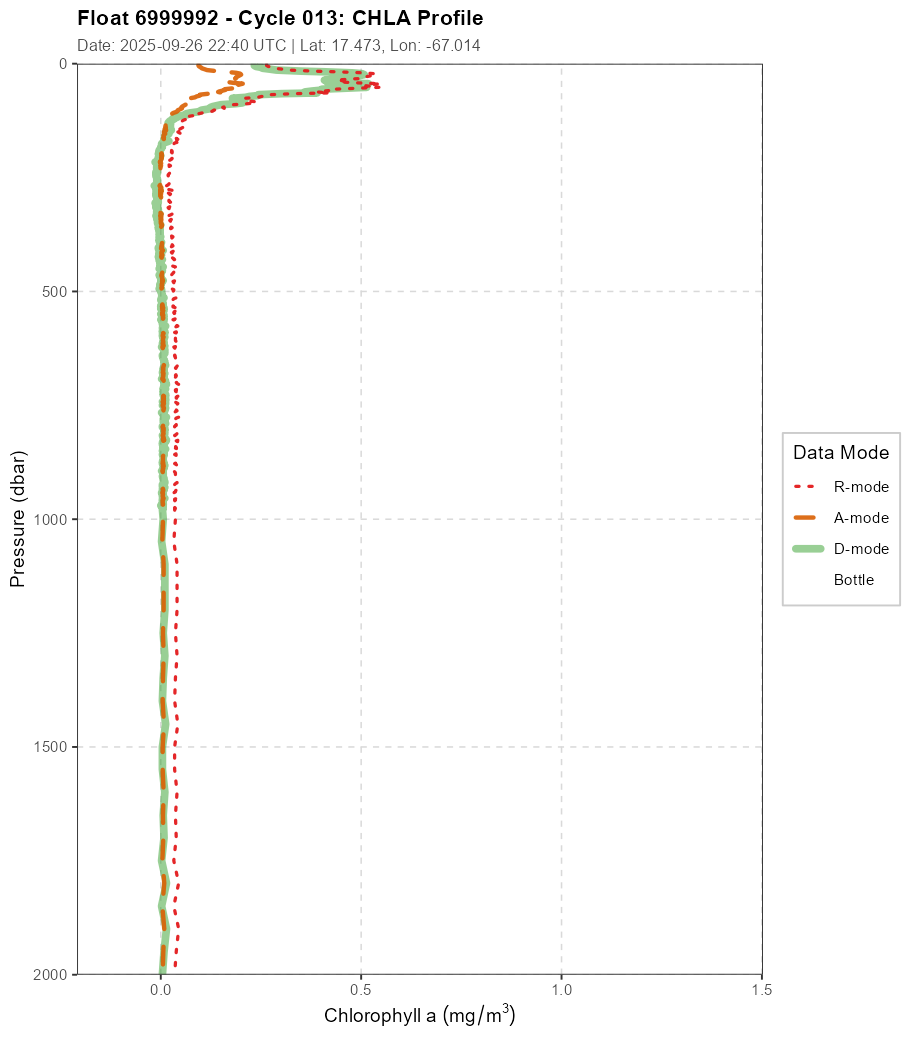 Float 6999992 - Cycle 013: CHLA Profile
Date: 2025-09-26 22:40 UTC | Lat: 17.473, Lon: -67.014
0
500
1000
1500
2000
Pressure (dbar)
0.0 0.5 1.0 1.5
Chlorophyll a (mg/m³)
Data Mode
R-mode
A-mode
D-mode
Bottle